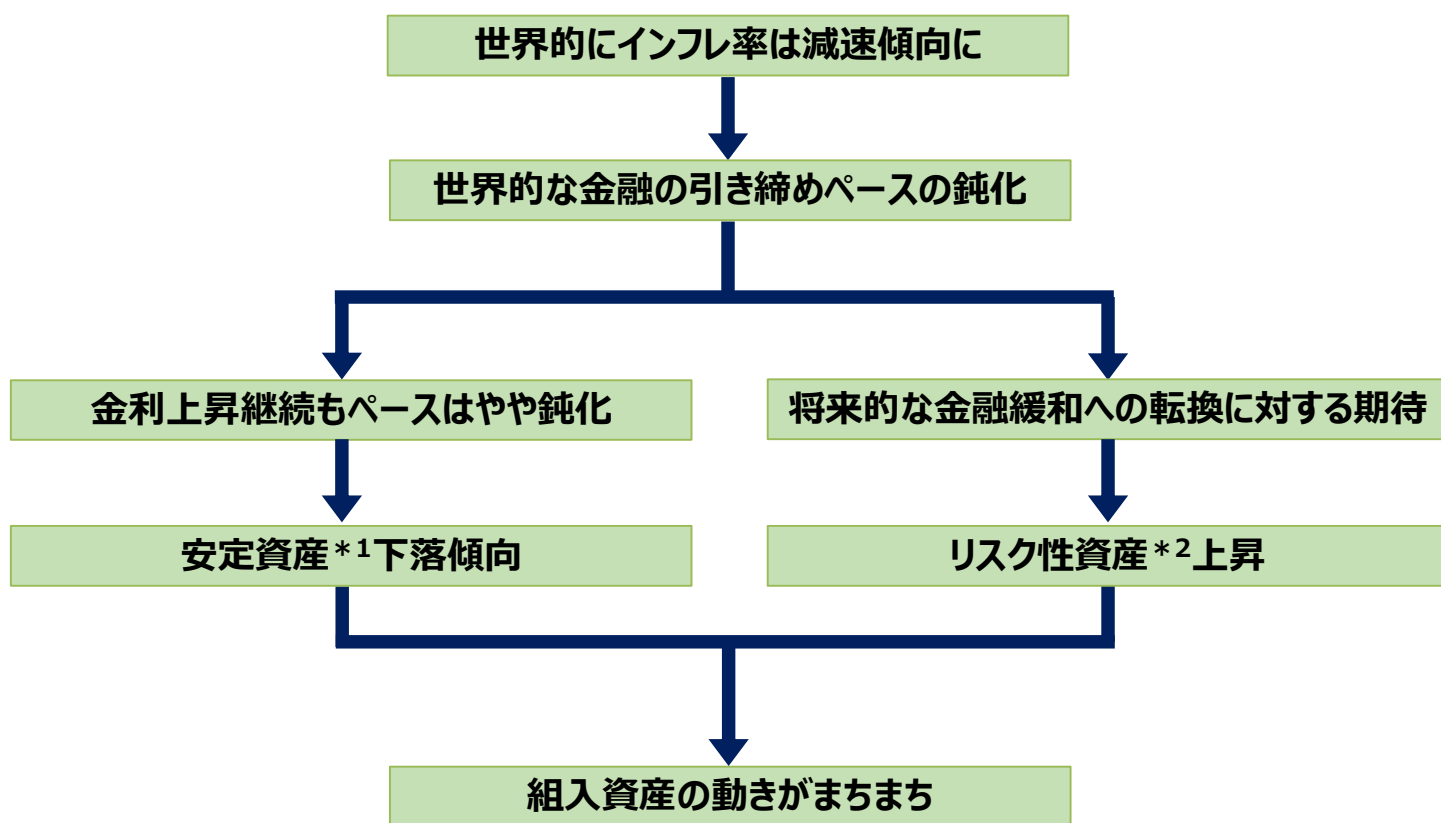 世界的にインフレ率は減速傾向に
世界的な金融の引き締めペースの鈍化
金利上昇継続もペースはやや鈍化
将来的な金融緩和への転換に対する期待
安定資産*1下落傾向
リスク性資産*2上昇
組入資産の動きがまちまち